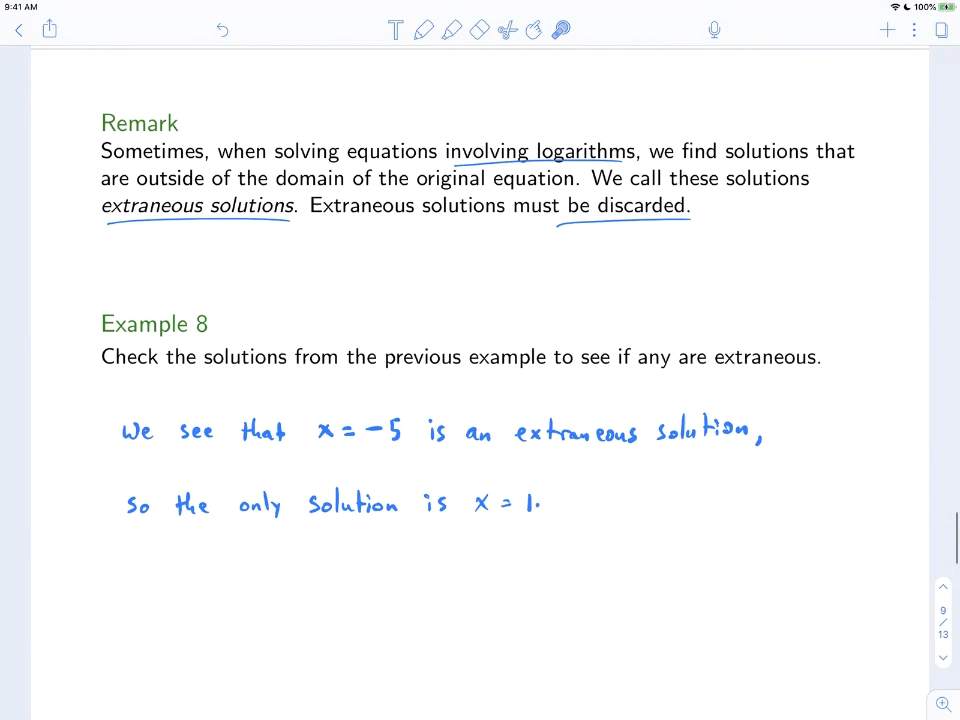 9:41 AM
100%
Remark
Sometimes, when solving equations involving logarithms, we find solutions that
are outside of the domain of the original equation. We call these solutions
extraneous solutions. Extraneous solutions must be discarded.
Example 8
Check the solutions from the previous example to see if any are extraneous.
We see that x = -5 is an extraneous solution,
so the only solution is x = 1.
9
/
13